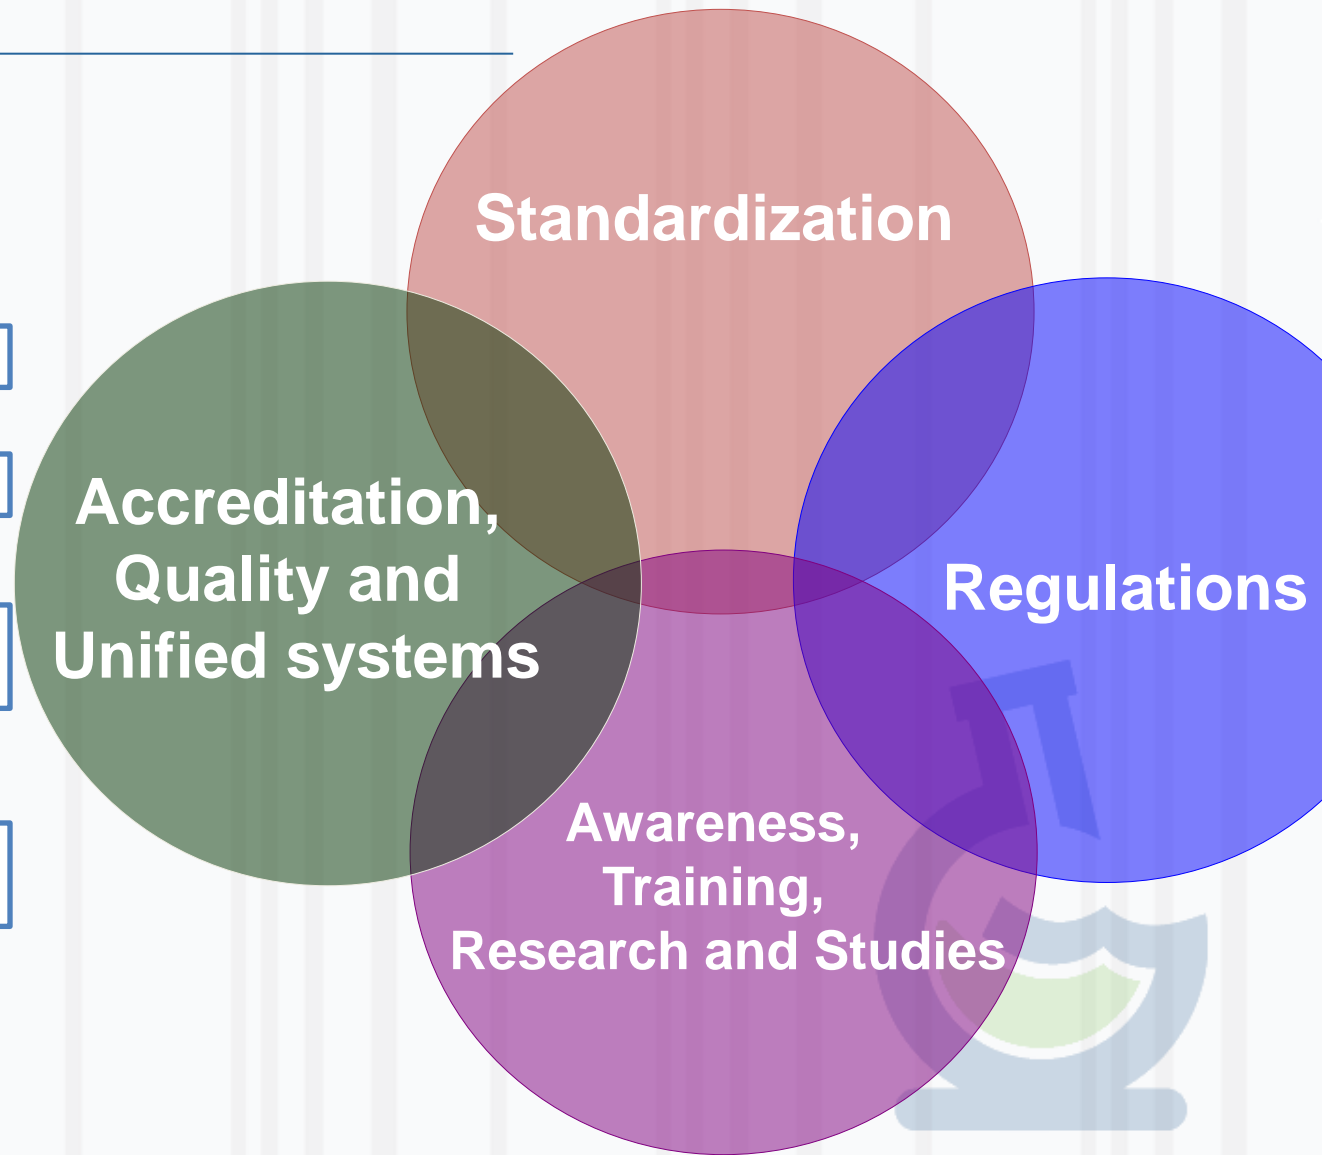 Standardization
Accreditation,
Quality and
Unified systems
Regulations
Awareness,
Training,
Research and Studies